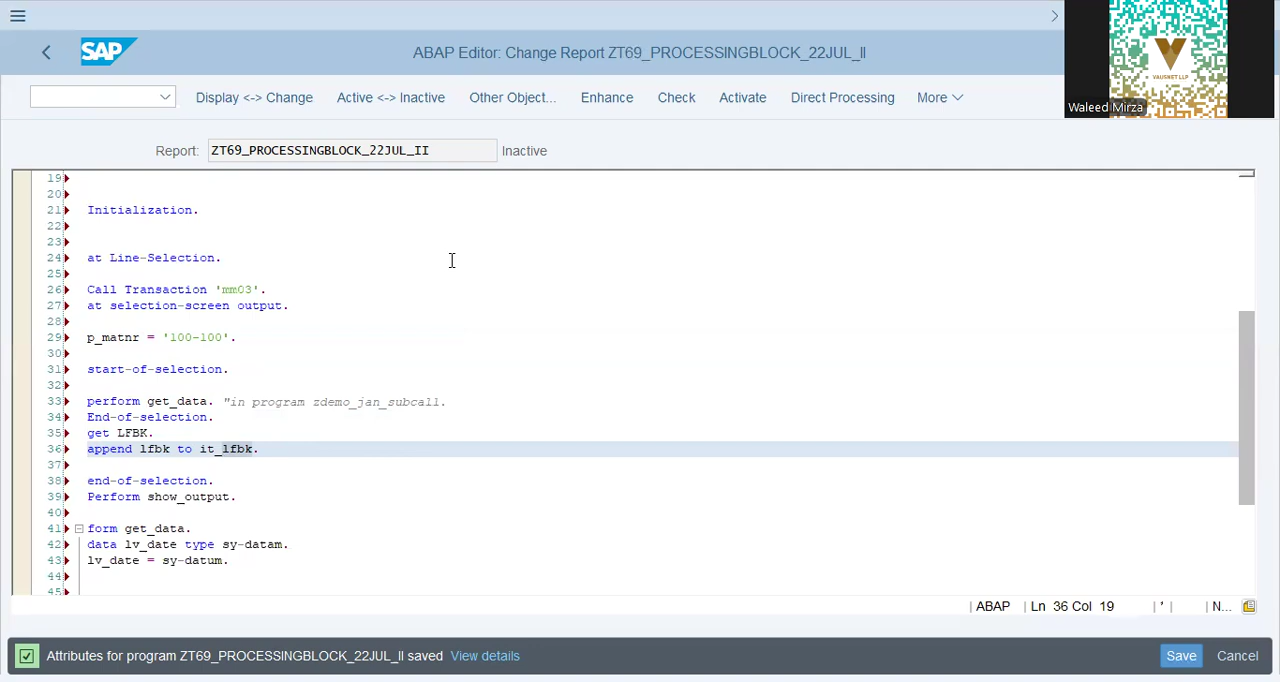 SAP
ABAP Editor: Change Report ZT69_PROCESSINGBLOCK_22JUL_II
VAUSNET LLP
Waleed Mirza
Display <-> Change
Active <-> Inactive
Other Object...
Enhance
Check
Activate
Direct Processing
More
Report: ZT69_PROCESSINGBLOCK_22JUL_II Inactive
19
20
21 Initialization.
22
23
24 at Line-Selection.
25
26 Call Transaction 'mm03'.
27 at selection-screen output.
28
29 p_matnr = '100-100'.
30
31 start-of-selection.
32
33 perform get_data. "in program zdemo_jan_subcall.
34 End-of-selection.
35 get LFBK.
36 append lfbk to it_lfbk.
37
38 end-of-selection.
39 Perform show_output.
40
41 form get_data.
42 data lv_date type sy-datam.
43 lv_date = sy-datum.
44
45
| ABAP | Ln 36 Col 19 | ' | | N...
Attributes for program ZT69_PROCESSINGBLOCK_22JUL_II saved View details
Save
Cancel